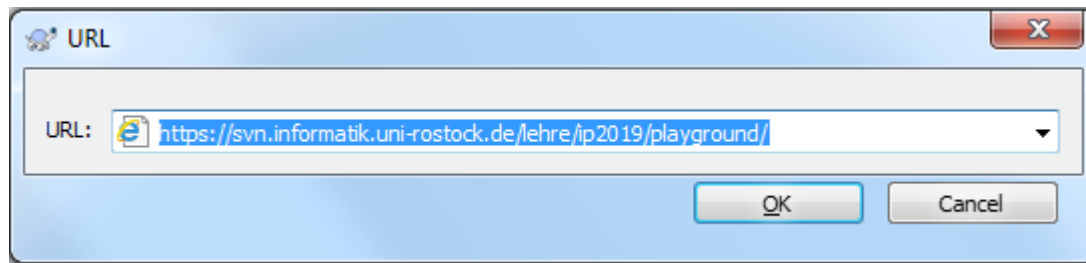 URL
URL: https://svn.informatik.uni-rostock.de/lehre/ip2019/playground/
OK Cancel